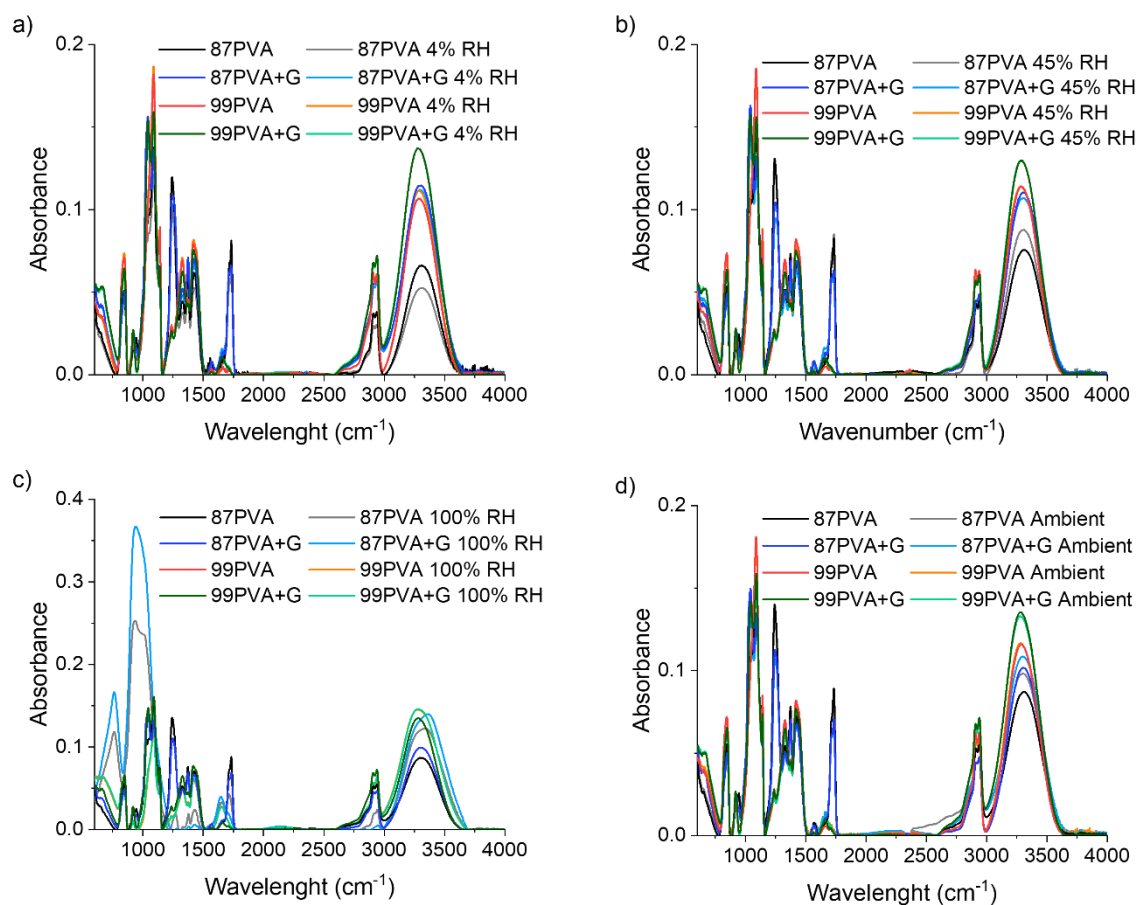 a)
0.2
0.1
0.0
Absorbance
87PVA 87PVA 4% RH
87PVA+G 87PVA+G 4% RH
99PVA 99PVA 4% RH
99PVA+G 99PVA+G 4% RH
1000 1500 2000 2500 3000 3500 4000
Wavelenght (cm⁻¹)
b)
0.2
0.1
0.0
Absorbance
87PVA 87PVA 45% RH
87PVA+G 87PVA+G 45% RH
99PVA 99PVA 45% RH
99PVA+G 99PVA+G 45% RH
1000 1500 2000 2500 3000 3500 4000
Wavenumber (cm⁻¹)
c)
0.4
0.3
0.2
0.1
0.0
Absorbance
87PVA 87PVA 100% RH
87PVA+G 87PVA+G 100% RH
99PVA 99PVA 100% RH
99PVA+G 99PVA+G 100% RH
1000 1500 2000 2500 3000 3500 4000
Wavelenght (cm⁻¹)
d)
0.2
0.1
0.0
Absorbance
87PVA 87PVA Ambient
87PVA+G 87PVA+G Ambient
99PVA 99PVA Ambient
99PVA+G 99PVA+G Ambient
1000 1500 2000 2500 3000 3500 4000
Wavelenght (cm⁻¹)